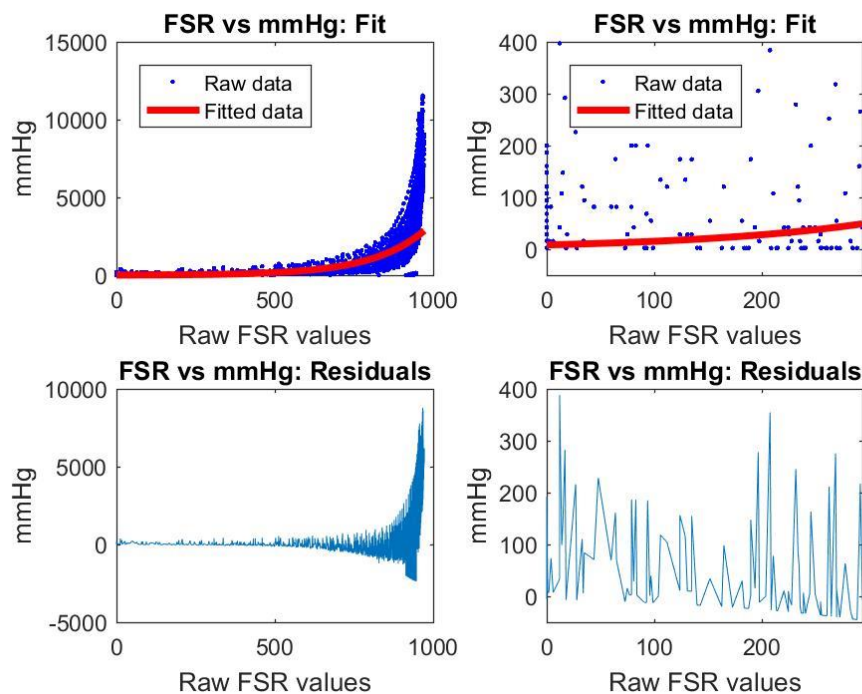 FSR vs mmHg: Fit
15000
10000
5000
0
mmHg
Raw data
Fitted data
0
500
1000
Raw FSR values
FSR vs mmHg: Fit
400
300
200
100
0
mmHg
Raw data
Fitted data
0
100
200
Raw FSR values
FSR vs mmHg: Residuals
10000
5000
0
-5000
mmHg
0
500
1000
Raw FSR values
FSR vs mmHg: Residuals
400
300
200
100
0
mmHg
0
100
200
Raw FSR values